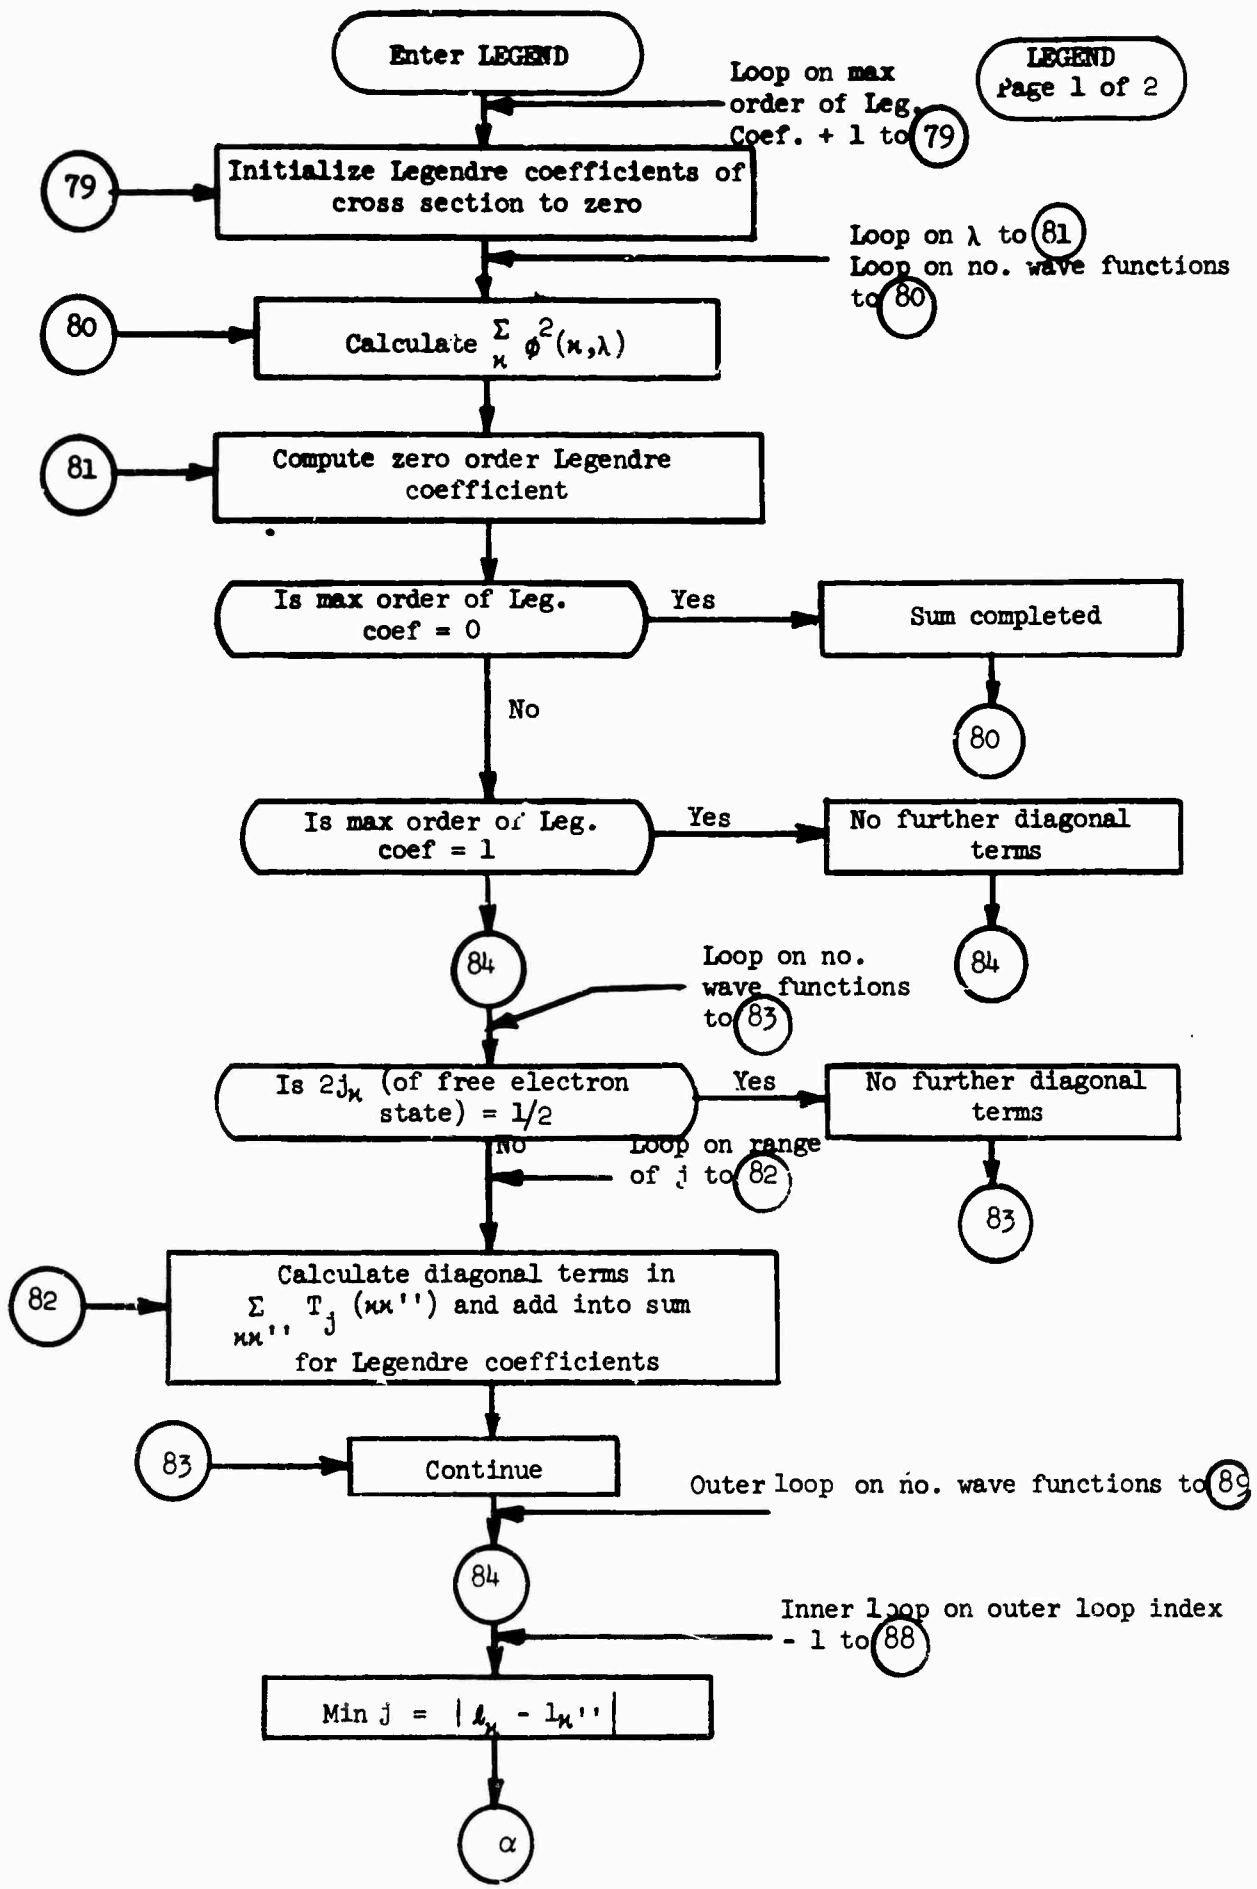 Enter LEGEND
LEGEND
Page 1 of 2
Loop on max
order of Leg.
Coef. + 1 to 79
79
Initialize Legendre coefficients of
cross section to zero
Loop on λ to 81
Loop on no. wave functions
to 80
80
Calculate Σ ϕ²(ϰ,λ)
ϰ
81
Compute zero order Legendre
coefficient
Is max order of Leg.
coef = 0
Yes
Sum completed
80
No
Is max order of Leg.
coef = 1
Yes
No further diagonal
terms
84
84
Loop on no.
wave functions
to 83
Is 2jϰ (of free electron
state) = 1/2
Yes
No further diagonal
terms
83
No
Loop on range
of j to 82
82
Calculate diagonal terms in
Σ Tj (ϰϰ'') and add into sum
ϰϰ''
for Legendre coefficients
83
Continue
Outer loop on no. wave functions to 89
84
Inner loop on outer loop index
- 1 to 88
Min j = |ℓϰ - lϰ''|
α